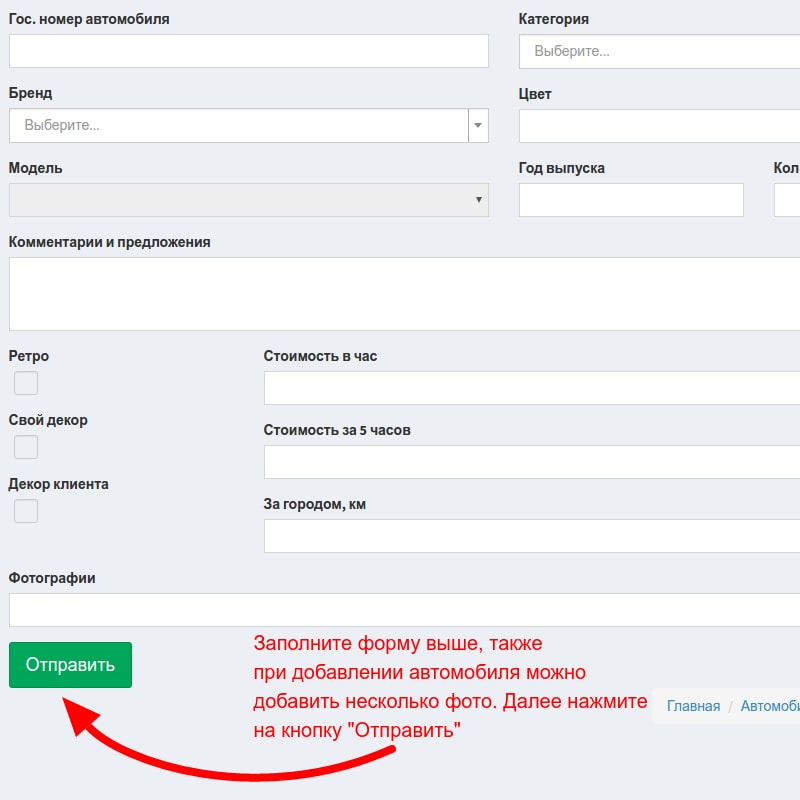 Гос. номер автомобиля
Категория
Выберите...
Бренд
Выберите...
Цвет
Модель
Год выпуска
Кол
Комментарии и предложения
Ретро
Стоимость в час
Свой декор
Стоимость за 5 часов
Декор клиента
За городом, км
Фотографии
Отправить
Заполните форму выше, также
при добавлении автомобиля можно
добавить несколько фото. Далее нажмите
на кнопку "Отправить"
Главная / Автомоби